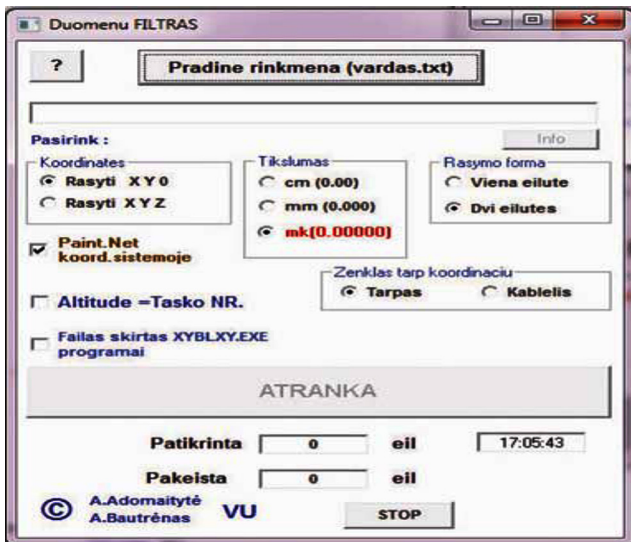 Duomenu FILTRAS
?
Pradine rinkmena (vardas.txt)
Pasirink :
Info
Koordinates
Rasyti X Y 0
Rasyti X Y Z
Tikslumas
cm (0.00)
mm (0.000)
mk(0.00000)
Rasymo forma
Viena eilute
Dvi eilutes
Paint.Net
koord.sistemoje
Zenklas tarp koordinaciu
Tarpas
Kablelis
Altitude =Tasko NR.
Failas skirtas XYBLXY.EXE
programai
ATRANKA
Patikrinta 0 eil
17:05:43
Pakeista 0 eil
© A.Adomaitytė
A.Bautrėnas
VU
STOP